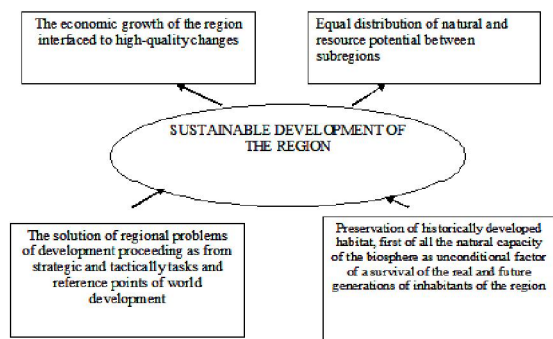 The economic growth of the region
interfaced to high-quality changes
Equal distribution of natural and
resource potential between
subregions
SUSTAINABLE DEVELOPMENT OF
THE REGION
The solution of regional problems
of development proceeding as from
strategic and tactically tasks and
reference points of world
development
Preservation of historically developed
habitat, first of all the natural capacity
of the biosphere as unconditional factor
of a survival of the real and future
generations of inhabitants of the region